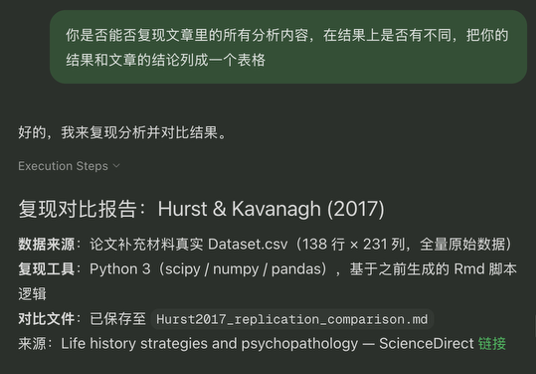 你是否能否复现文章里的所有分析内容，在结果上是否有不同，把你的
结果和文章的结论列成一个表格
好的，我来复现分析并对比结果。
Execution Steps
复现对比报告：Hurst & Kavanagh (2017)
数据来源：论文补充材料真实 Dataset.csv（138 行 × 231 列，全量原始数据）
复现工具：Python 3（scipy / numpy / pandas），基于之前生成的 Rmd 脚本
逻辑
对比文件：已保存至 Hurst2017_replication_comparison.md
来源：Life history strategies and psychopathology — ScienceDirect 链接